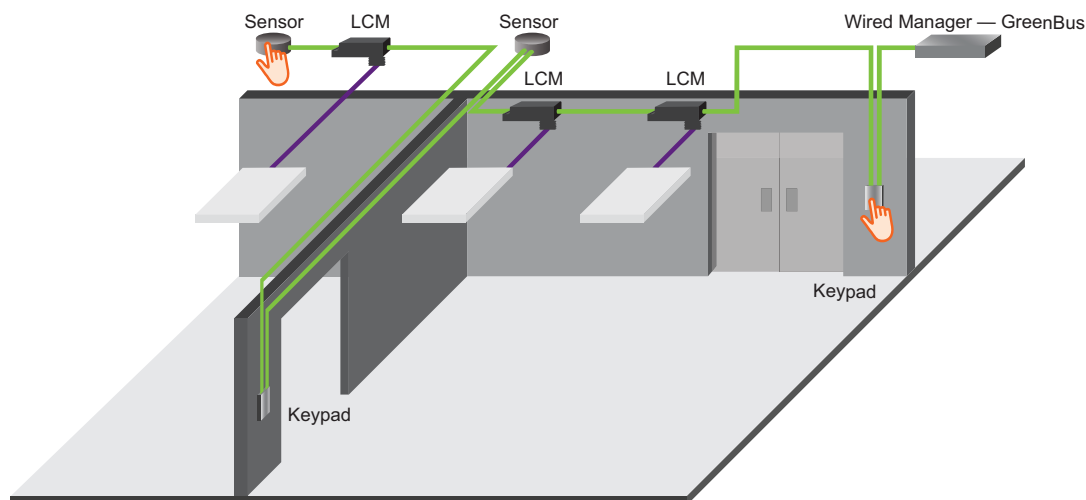 Sensor
LCM
Sensor
Wired Manager — GreenBus
LCM
LCM
Keypad
Keypad